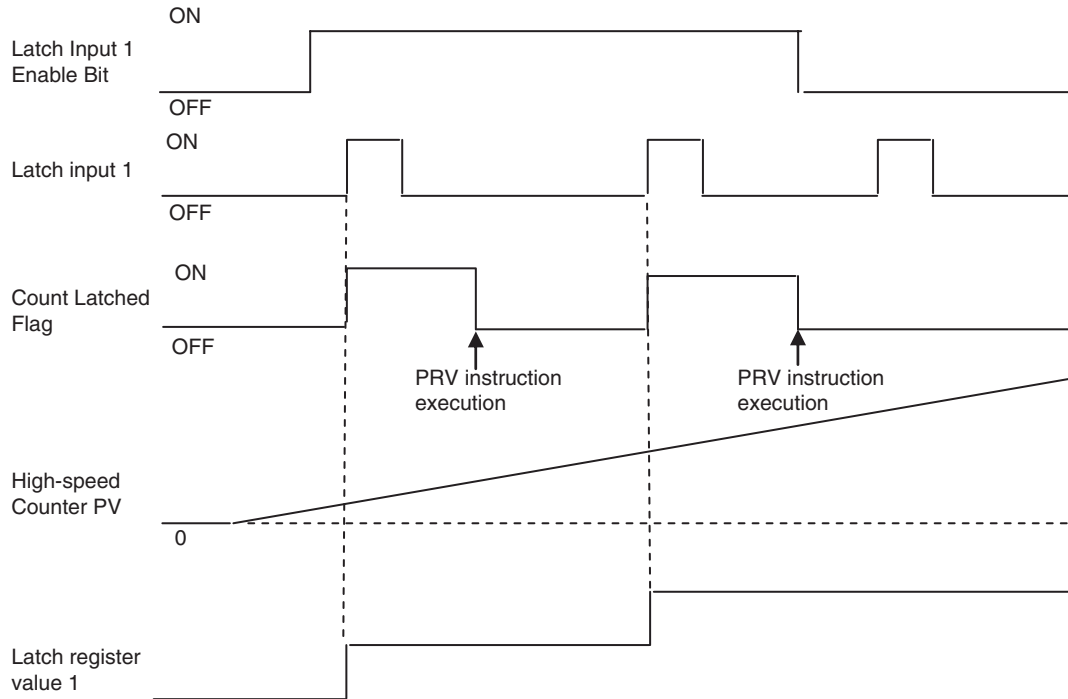 ON
Latch Input 1
Enable Bit
OFF
ON
Latch input 1
OFF
ON
Count Latched
Flag
OFF
PRV instruction
execution
PRV instruction
execution
High-speed
Counter PV
0
Latch register
value 1